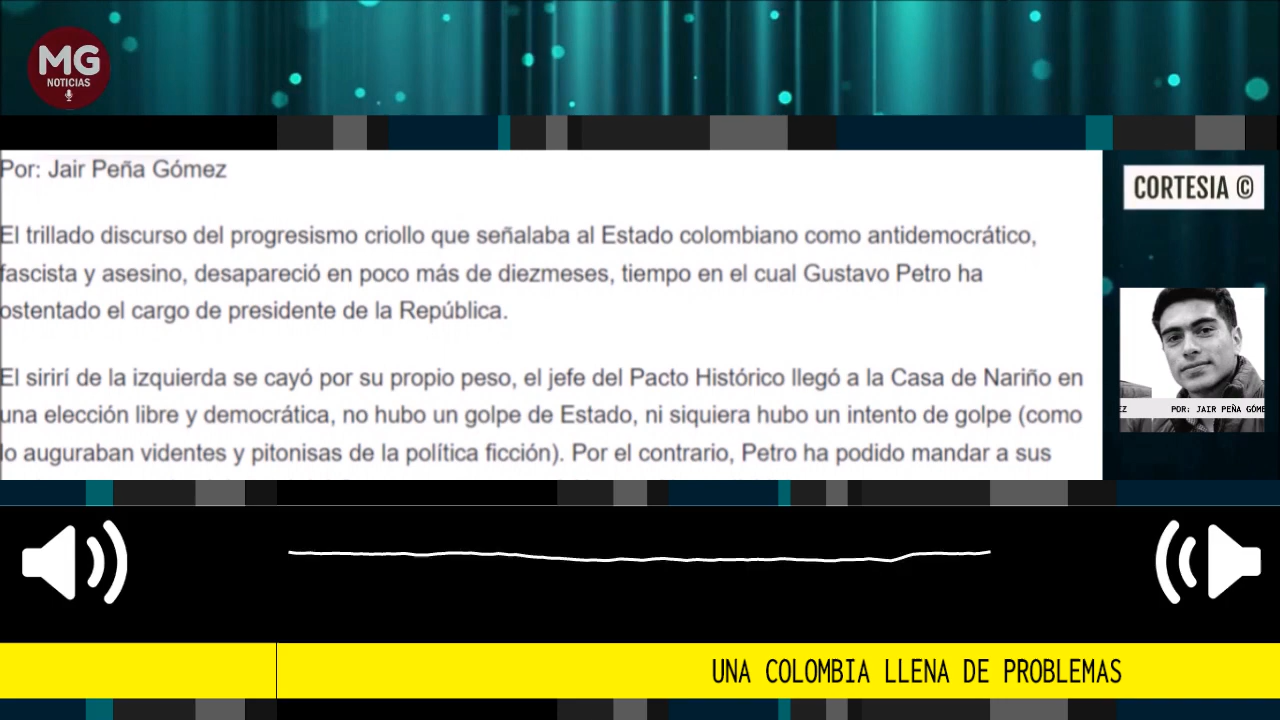 MG
NOTICIAS
Por: Jair Peña Gómez
El trillado discurso del progresismo criollo que señalaba al Estado colombiano como antidemocrático,
fascista y asesino, desapareció en poco más de diezmeses, tiempo en el cual Gustavo Petro ha
ostentado el cargo de presidente de la República.
El sirirí de la izquierda se cayó por su propio peso, el jefe del Pacto Histórico llegó a la Casa de Nariño en
una elección libre y democrática, no hubo un golpe de Estado, ni siquiera hubo un intento de golpe (como
lo auguraban videntes y pitonisas de la política ficción). Por el contrario, Petro ha podido mandar a sus
CORTESIA ©
EZ POR: JAIR PEÑA GÓME
UNA COLOMBIA LLENA DE PROBLEMAS